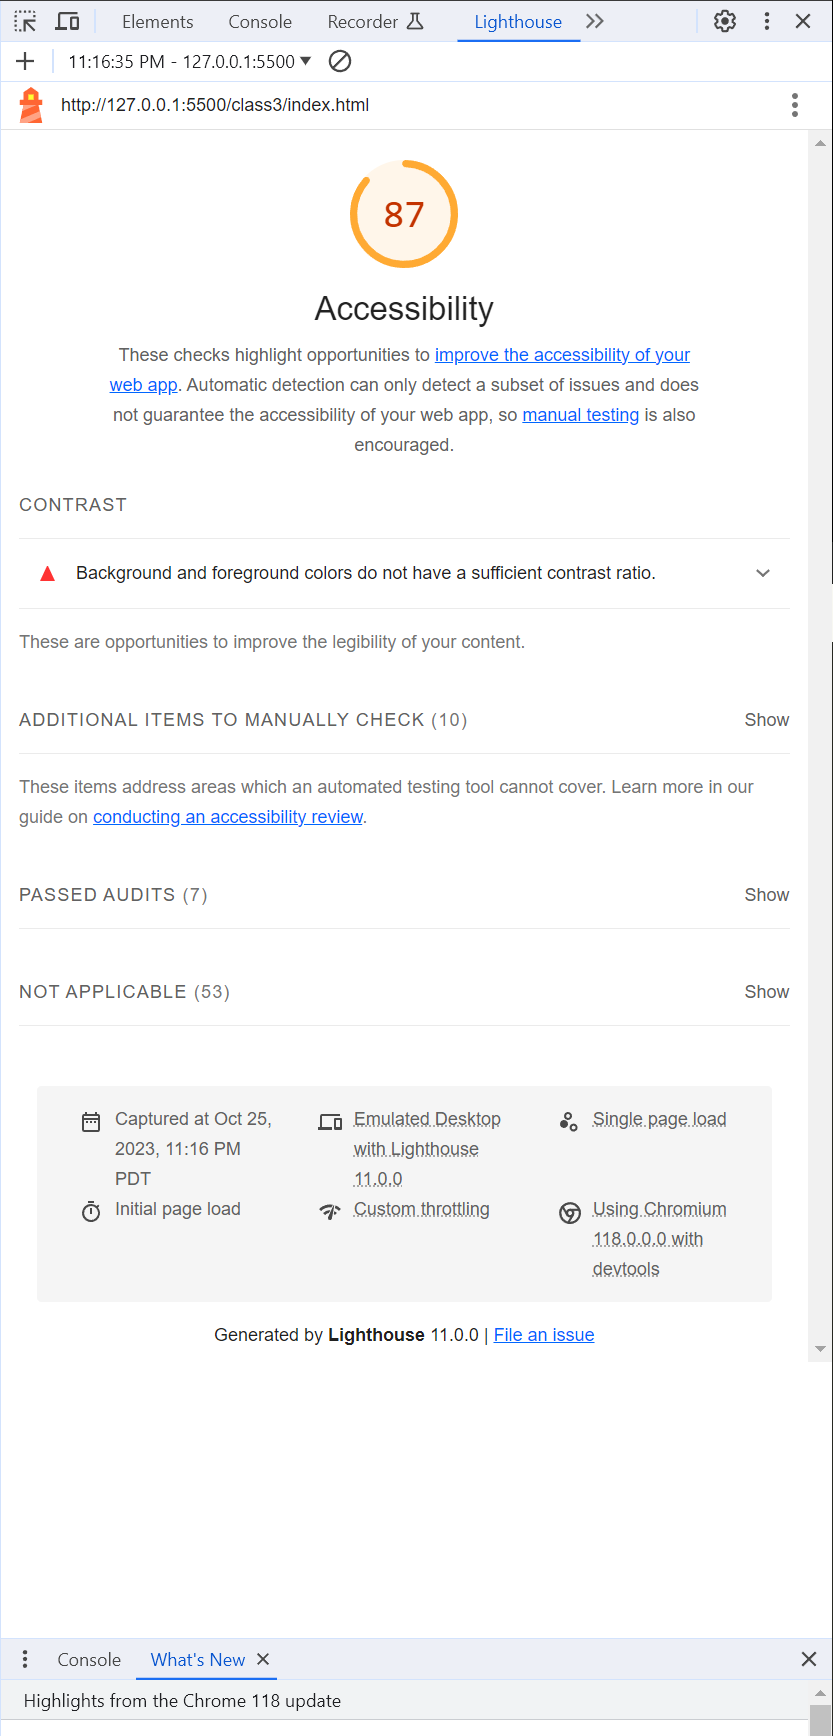 Elements Console Recorder Lighthouse
11:16:35 PM - 127.0.0.1:5500
http://127.0.0.1:5500/class3/index.html
87
Accessibility
These checks highlight opportunities to improve the accessibility of your
web app. Automatic detection can only detect a subset of issues and does
not guarantee the accessibility of your web app, so manual testing is also
encouraged.
CONTRAST
Background and foreground colors do not have a sufficient contrast ratio.
These are opportunities to improve the legibility of your content.
ADDITIONAL ITEMS TO MANUALLY CHECK (10) Show
These items address areas which an automated testing tool cannot cover. Learn more in our
guide on conducting an accessibility review.
PASSED AUDITS (7) Show
NOT APPLICABLE (53) Show
Captured at Oct 25,
2023, 11:16 PM
PDT
Emulated Desktop
with Lighthouse
11.0.0
Single page load
Initial page load
Custom throttling
Using Chromium
118.0.0.0 with
devtools
Generated by Lighthouse 11.0.0 | File an issue
Console What's New
Highlights from the Chrome 118 update